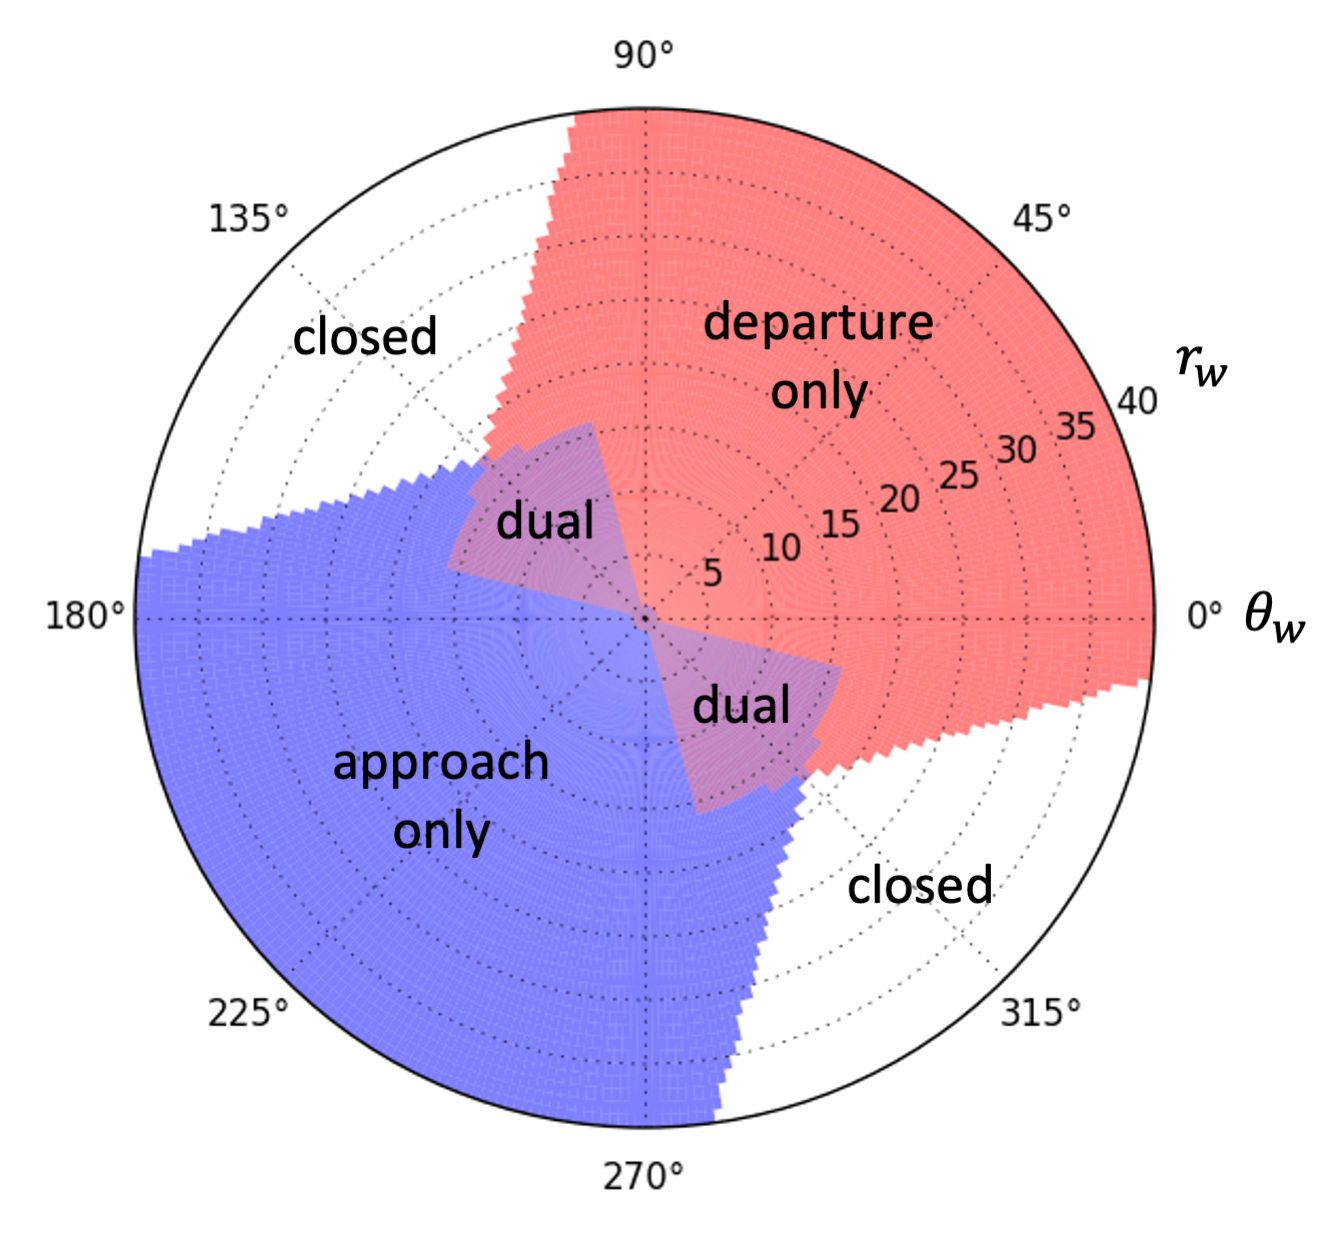 90°
135°
45°
closed
departure
only
r_w
40
35
30
25
20
15
10
5
dual
180°
0° θ_w
dual
approach
only
closed
225°
315°
270°